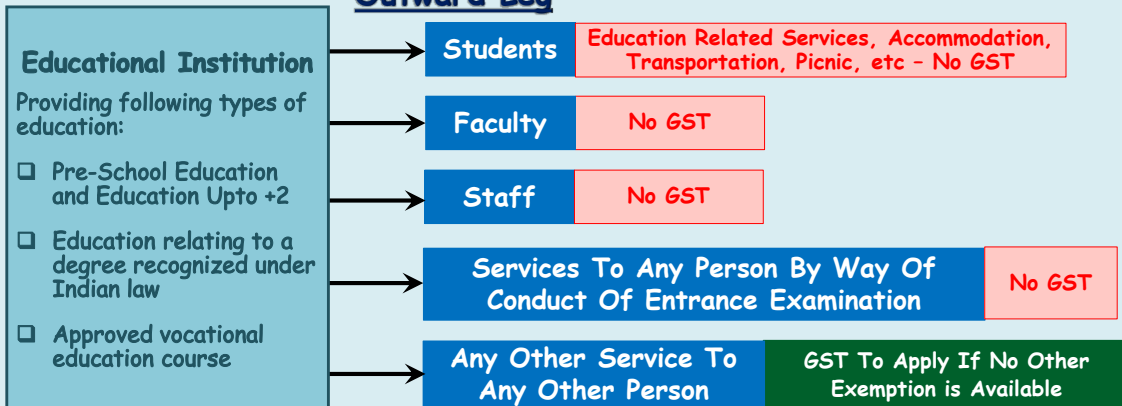 Outward Leg
Educational Institution
Providing following types of
education:
Pre-School Education
and Education Upto +2
Education relating to a
degree recognized under
Indian law
Approved vocational
education course
Students
Education Related Services, Accommodation,
Transportation, Picnic, etc – No GST
Faculty
No GST
Staff
No GST
Services To Any Person By Way Of
Conduct Of Entrance Examination
No GST
Any Other Service To
Any Other Person
GST To Apply If No Other
Exemption is Available